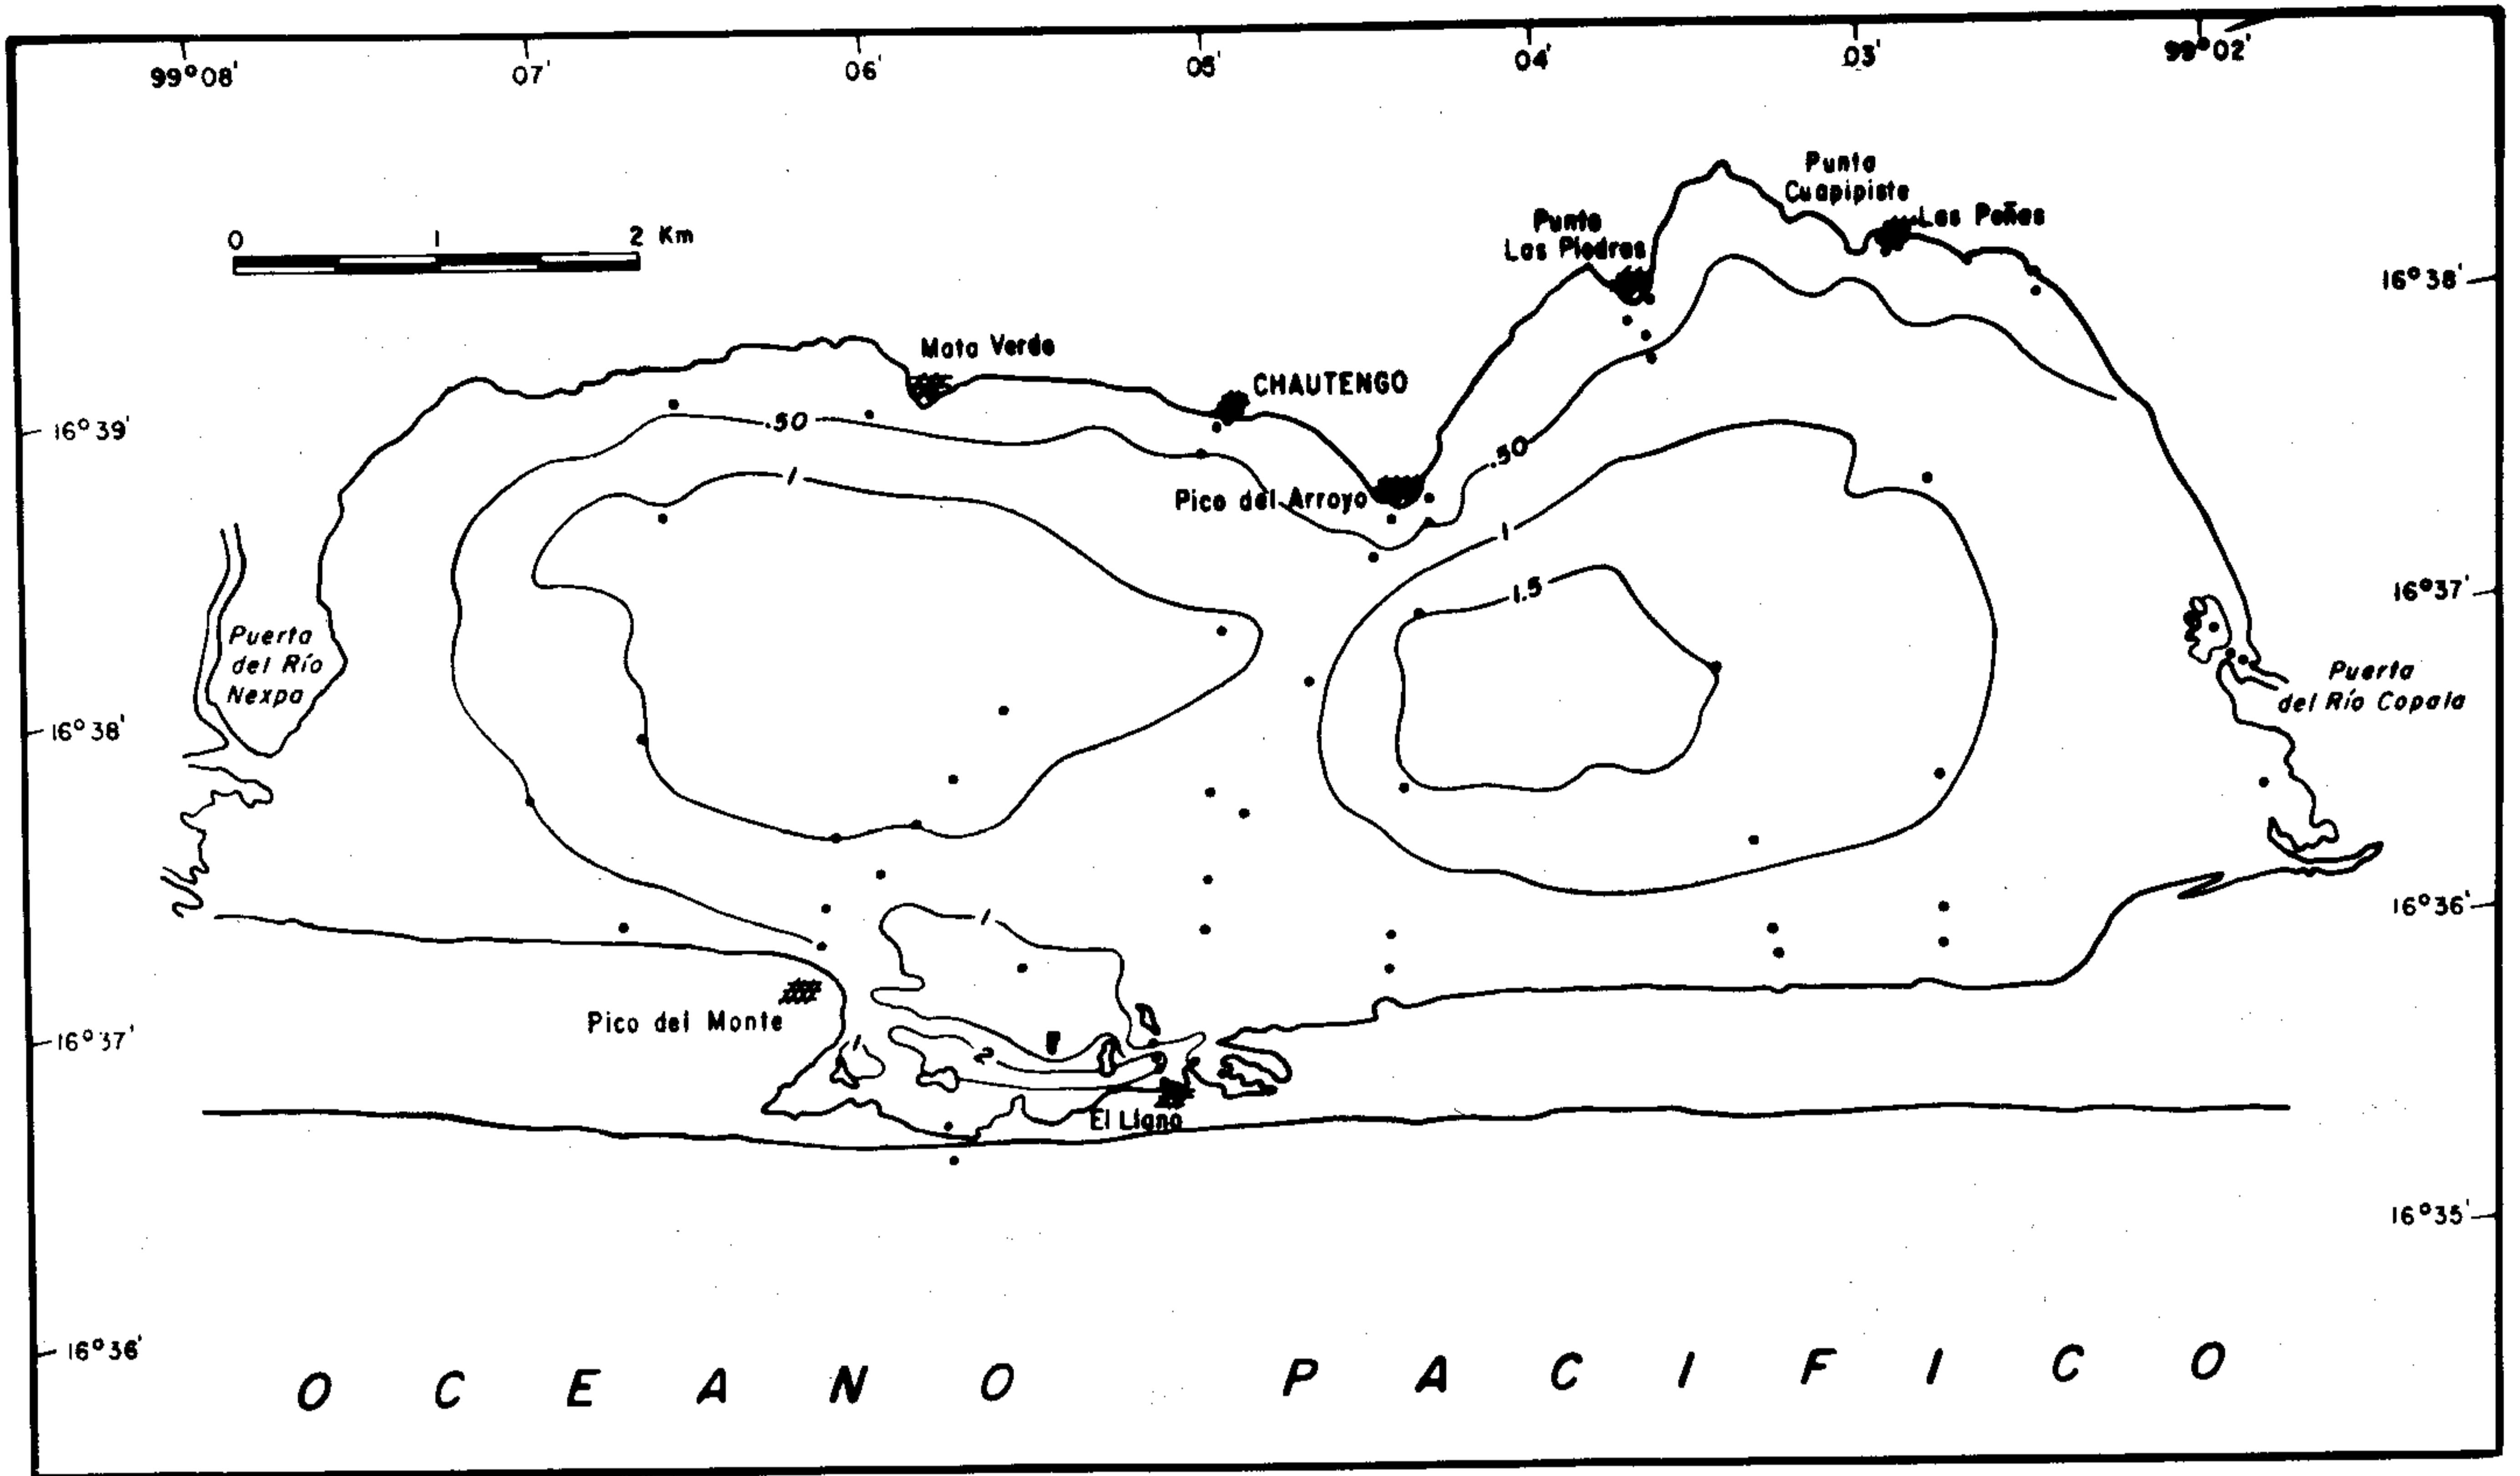 99°08'
07'
06'
05'
04'
03'
99°02'
Punta
Cuapipiste
Las Peñas
Punta
Las Piedras
0 1 2 Km
16°38'
Mata Verde
CHAUTENGO
.50
16°39'
.50
1
Pico del Arroyo
1
1.5
16°37'
Puerta
del Río
Nexpa
Puerta
del Río Copala
16°38'
16°36'
1
Pico del Monte
16°37'
1
2
El Llano
16°35'
16°36'
OCEANO PACIFICO